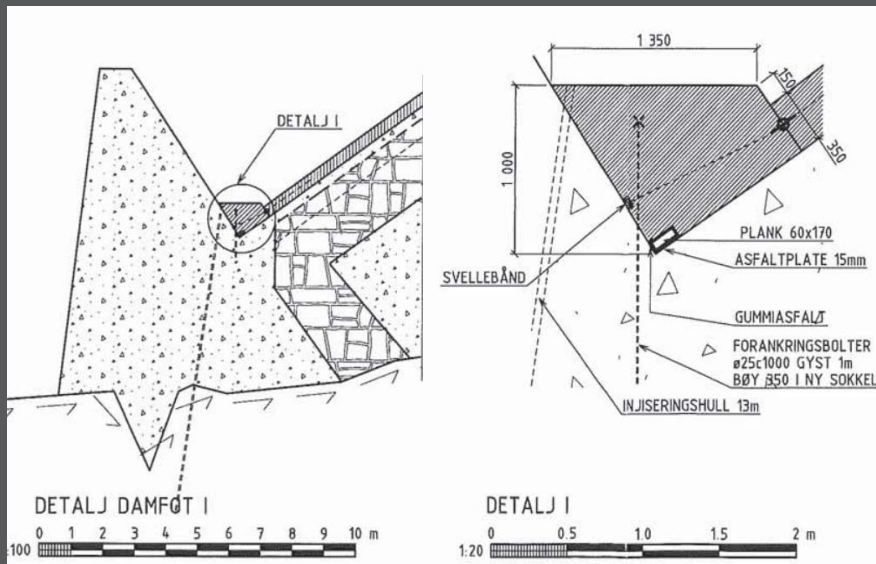 DETALJ I
DETALJ DAMFOT I
0 1 2 3 4 5 6 7 8 9 10 m
:100
1 350
150
350
1 000
PLANK 60x170
ASFALTPLATE 15mm
SVELLEBÅND
GUMMIASFALT
FORANKRINGSBOLTER
ø25c1000 GYST 1m
BØY 350 I NY SOKKEL
INJISERINGSHULL 13m
DETALJ I
0 0.5 1.0 1.5 2 m
1:20